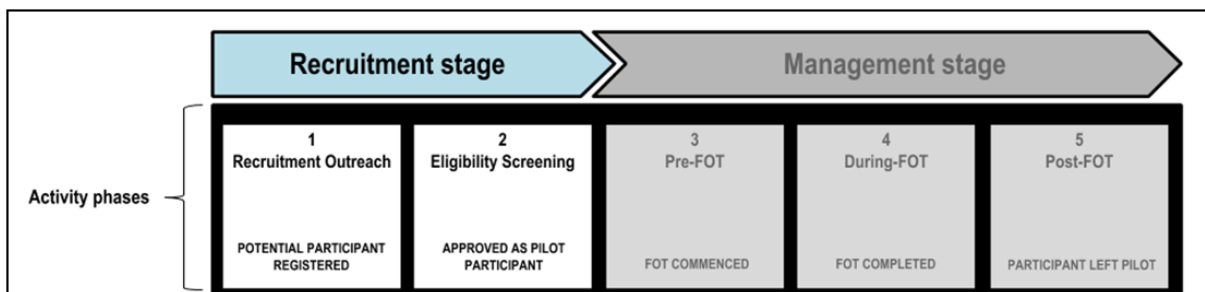 Recruitment stage
Management stage
Activity phases
1
Recruitment Outreach
POTENTIAL PARTICIPANT
REGISTERED
2
Eligibility Screening
APPROVED AS PILOT
PARTICIPANT
3
Pre-FOT
FOT COMMENCED
4
During-FOT
FOT COMPLETED
5
Post-FOT
PARTICIPANT LEFT PILOT